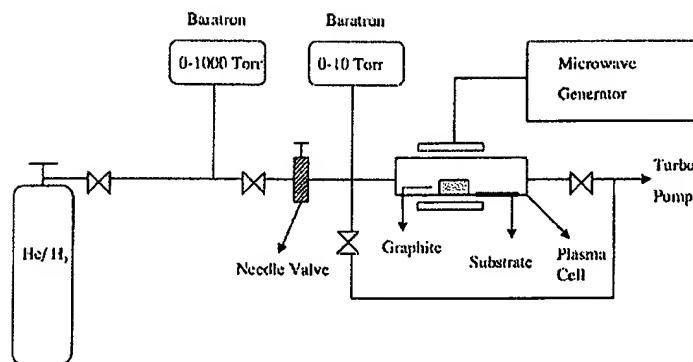 Baratron
Baratron
0-1000 Torr
0-10 Torr
Microwave
Generator
Turbo
Pump
He/ H₂
Needle Valve
Graphite
Substrate
Plasma
Cell